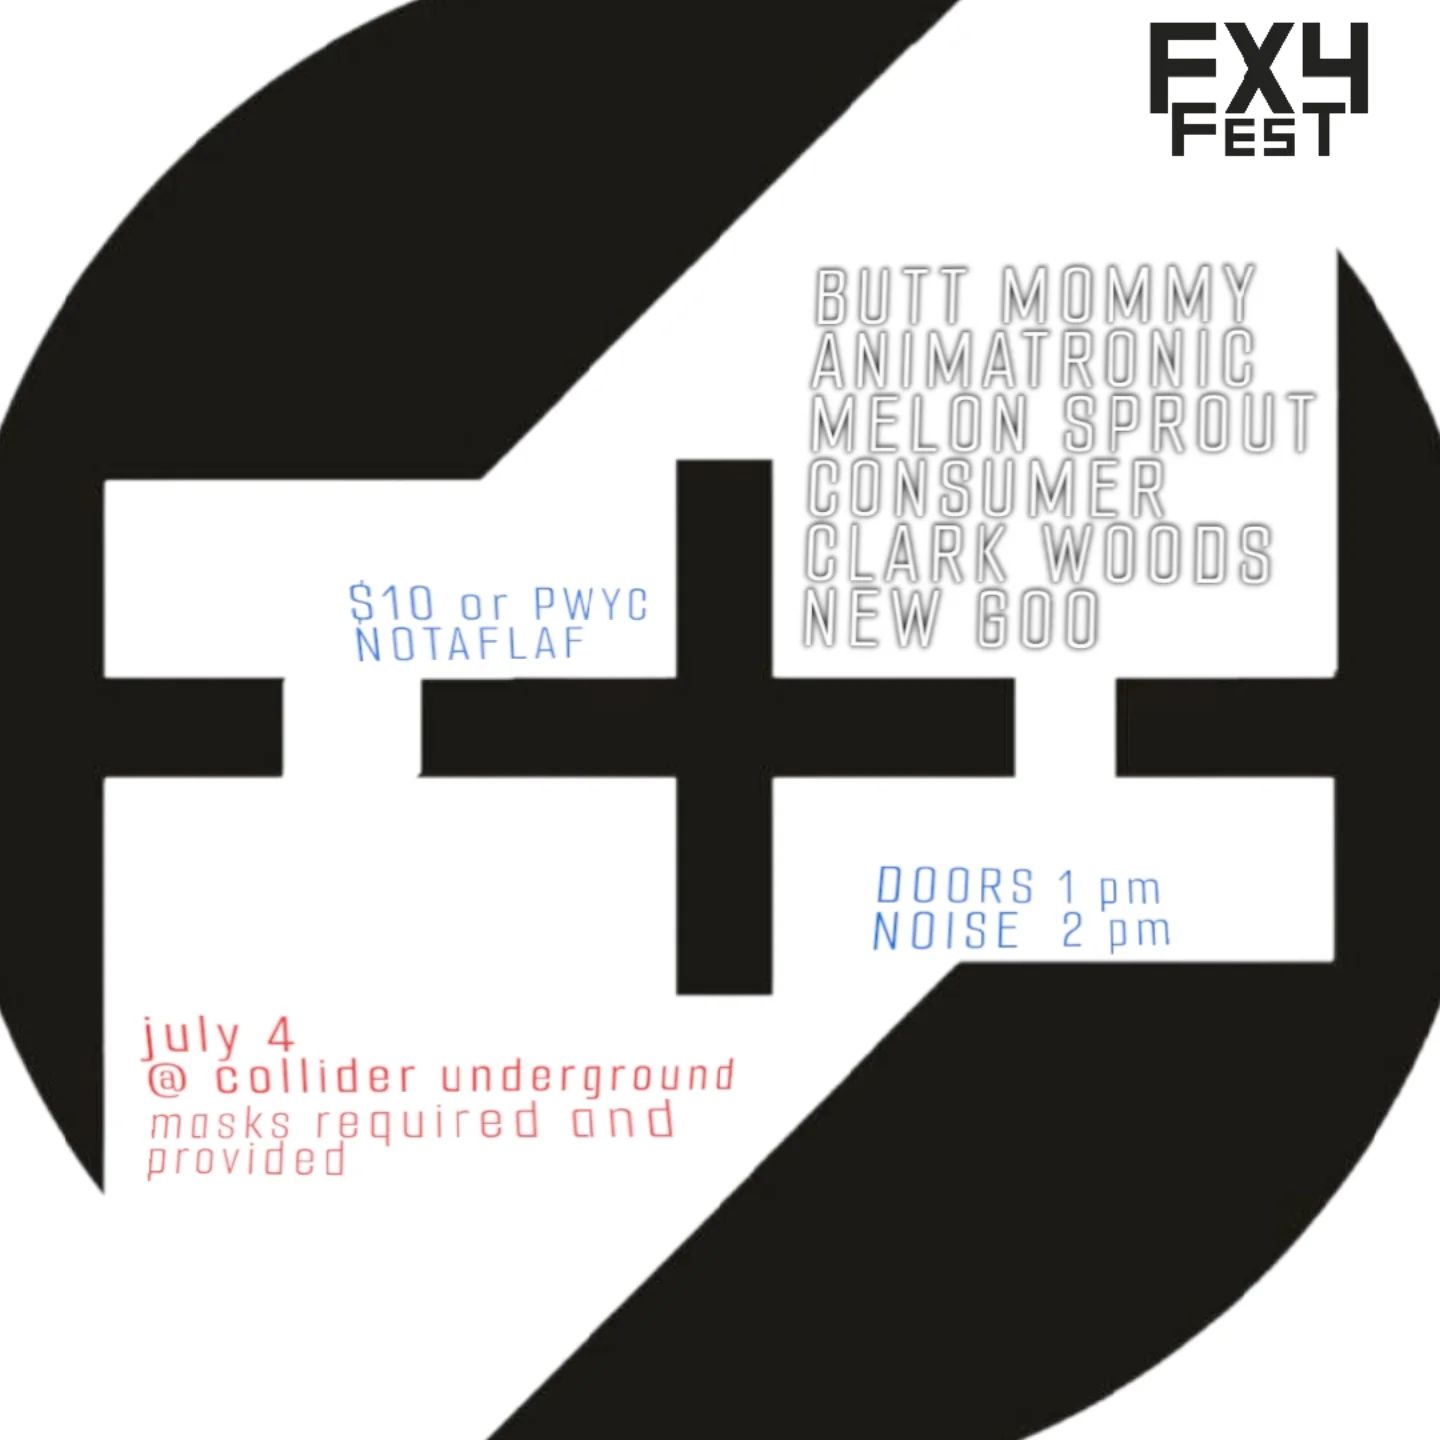 FX4
FEST
BUTT MOMMY
ANIMATRONIC
MELON SPROUT
CONSUMER
CLARK WOODS
NEW GOO
$10 or PWYC
NOTAFLAF
DOORS 1 pm
NOISE 2 pm
july 4
@ collider underground
masks required and
provided